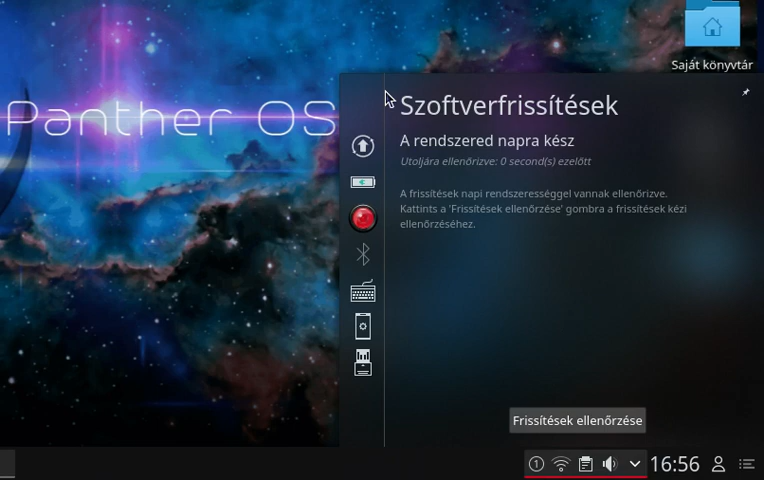 Saját könyvtár
Panther OS
Szoftverfrissítések
A rendszered napra kész
Utoljára ellenőrizve: 0 second(s) ezelőtt
A frissítések napi rendszerességgel vannak ellenőrizve.
Kattints a 'Frissítések ellenőrzése' gombra a frissítések kézi
ellenőrzéséhez.
Frissítések ellenőrzése
1
16:56